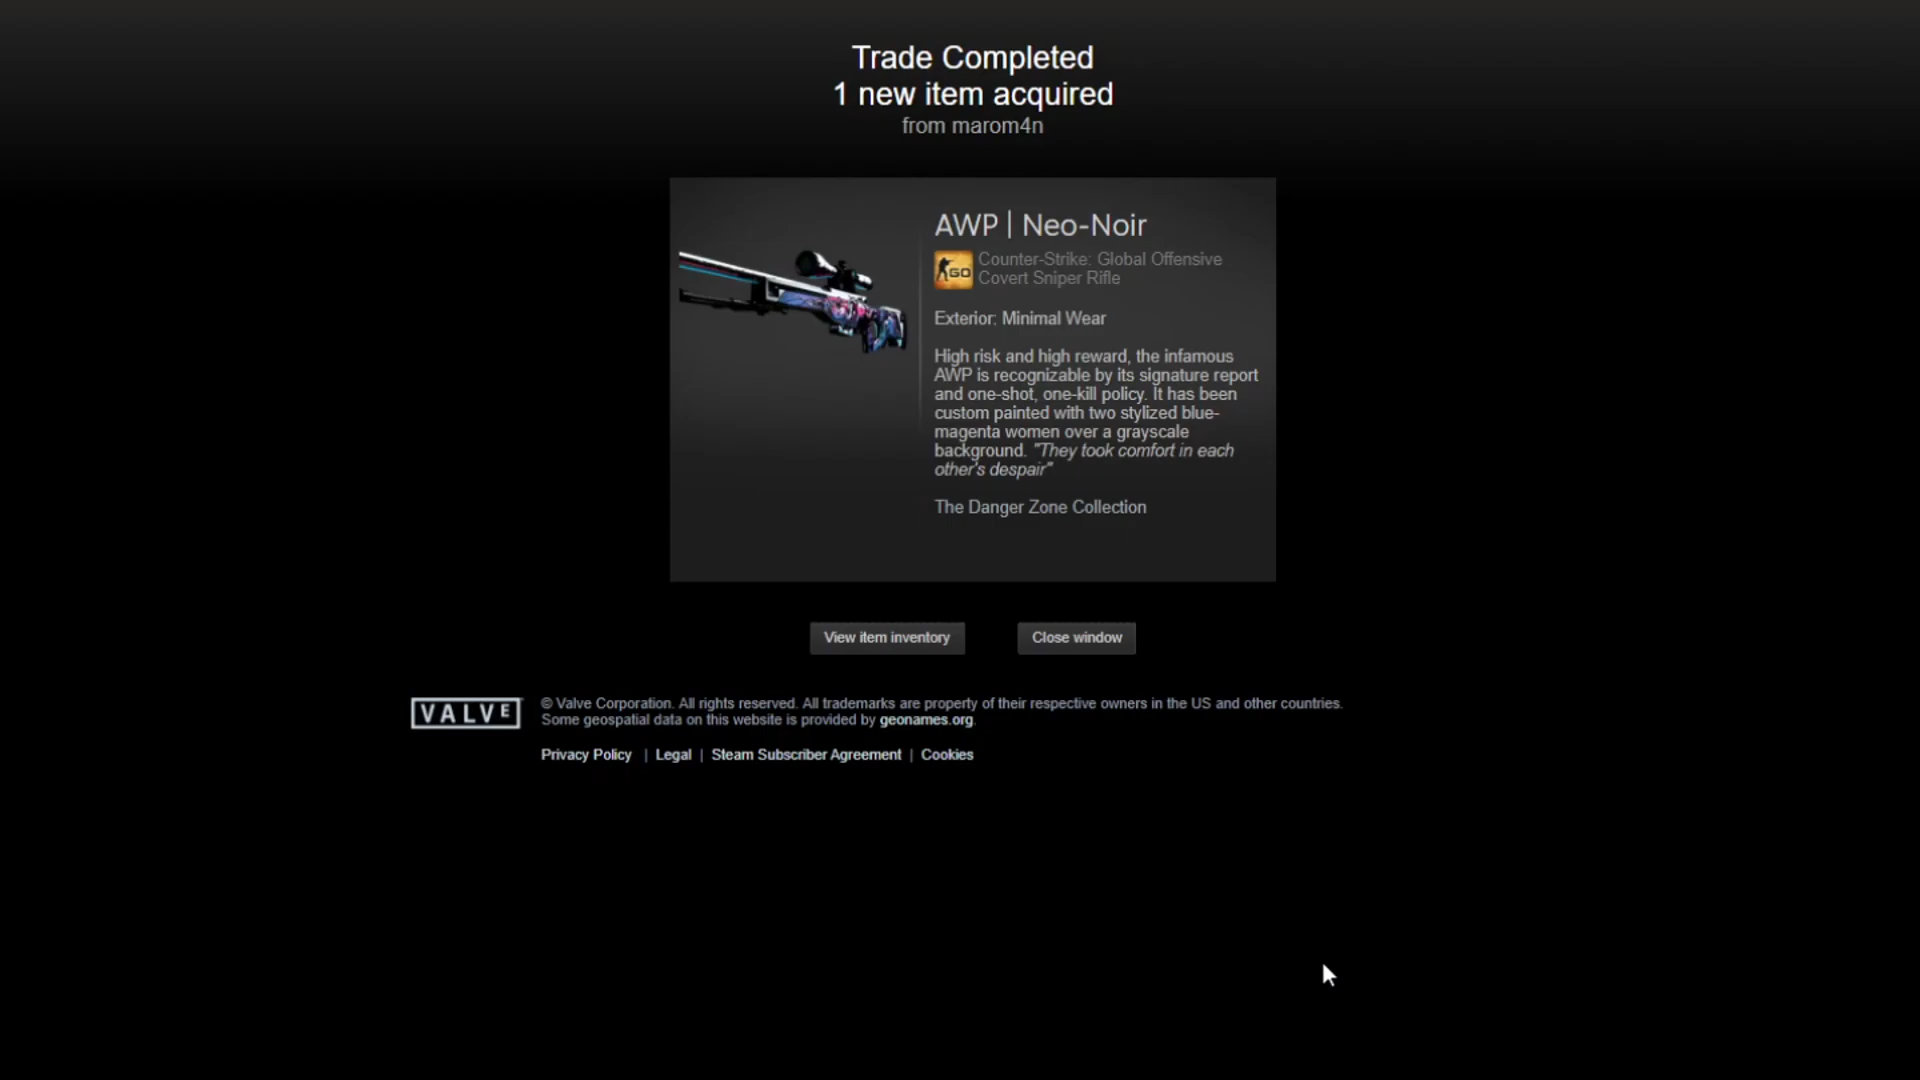 Trade Completed
1 new item acquired
from marom4n
AWP | Neo-Noir
GO
Counter-Strike: Global Offensive
Covert Sniper Rifle
Exterior: Minimal Wear
High risk and high reward, the infamous
AWP is recognizable by its signature report
and one-shot, one-kill policy. It has been
custom painted with two stylized blue-
magenta women over a grayscale
background. "They took comfort in each
other's despair"
The Danger Zone Collection
View item inventory
Close window
VALVE
© Valve Corporation. All rights reserved. All trademarks are property of their respective owners in the US and other countries.
Some geospatial data on this website is provided by geonames.org.
Privacy Policy | Legal | Steam Subscriber Agreement | Cookies